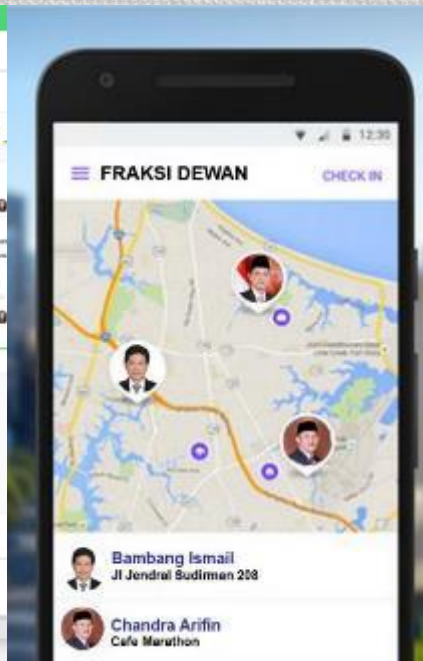 12:30
FRAKSI DEWAN
CHECK IN
Bambang Ismail
Jl Jendral Sudirman 208
Chandra Arifin
Cafe Marathon